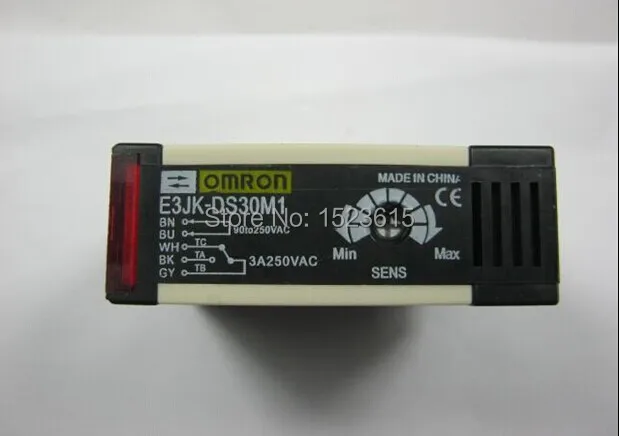 OMRON
MADE IN CHINA
CE
E3JK-DS30M1
Store No: 1523615
BN
BU 90to250VAC
WH TC
BK TA 3A250VAC
GY TB
Min Max
SENS